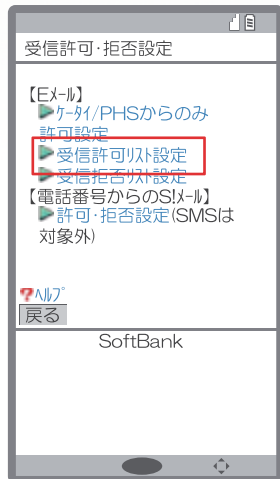 受信許可･拒否設定
【Eﾒｰﾙ】
ｹｰﾀｲ/PHSからのみ
許可設定
受信許可ﾘｽﾄ設定
受信拒否ﾘｽﾄ設定
【電話番号からのS!ﾒｰﾙ】
許可･拒否設定(SMSは
対象外)
?ﾍﾙﾌﾟ
戻る
SoftBank